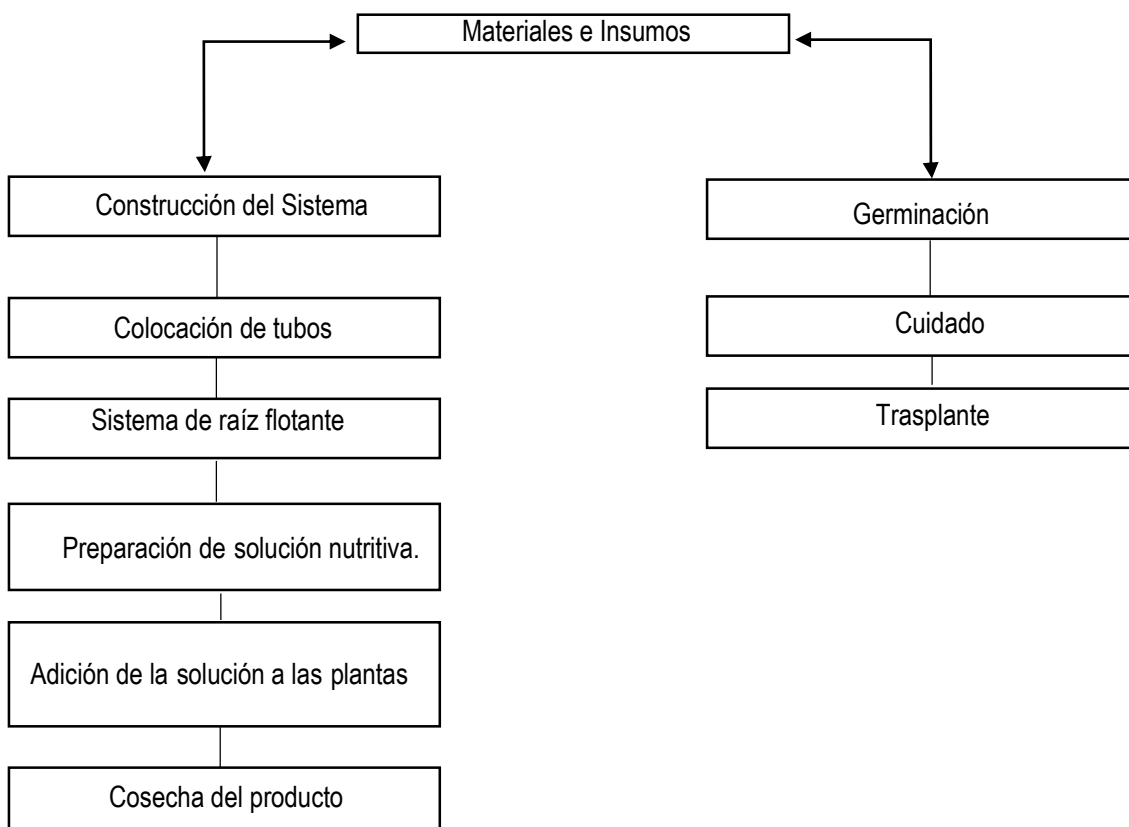 Materiales e Insumos
Construcción del Sistema
Colocación de tubos
Sistema de raíz flotante
Preparación de solución nutritiva.
Adición de la solución a las plantas
Cosecha del producto
Germinación
Cuidado
Trasplante